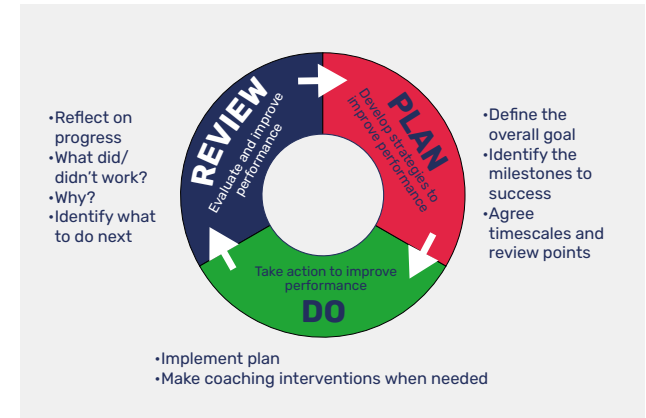 REVIEW
Evaluate and improve
performance
PLAN
Develop strategies to
improve performance
•Reflect on
progress
•What did/
didn't work?
•Why?
•Identify what
to do next
•Define the
overall goal
•Identify the
milestones to
success
•Agree
timescales and
review points
Take action to improve
performance
DO
•Implement plan
•Make coaching interventions when needed